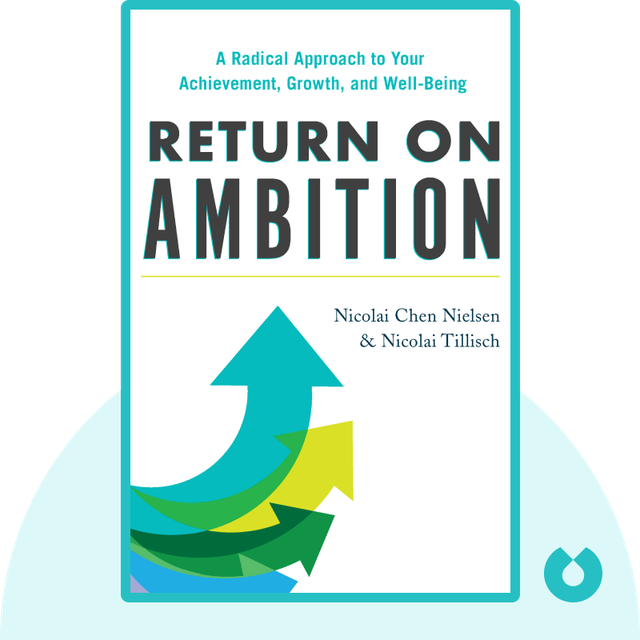 A Radical Approach to Your
Achievement, Growth, and Well-Being
RETURN ON
AMBITION
Nicolai Chen Nielsen
& Nicolai Tillisch